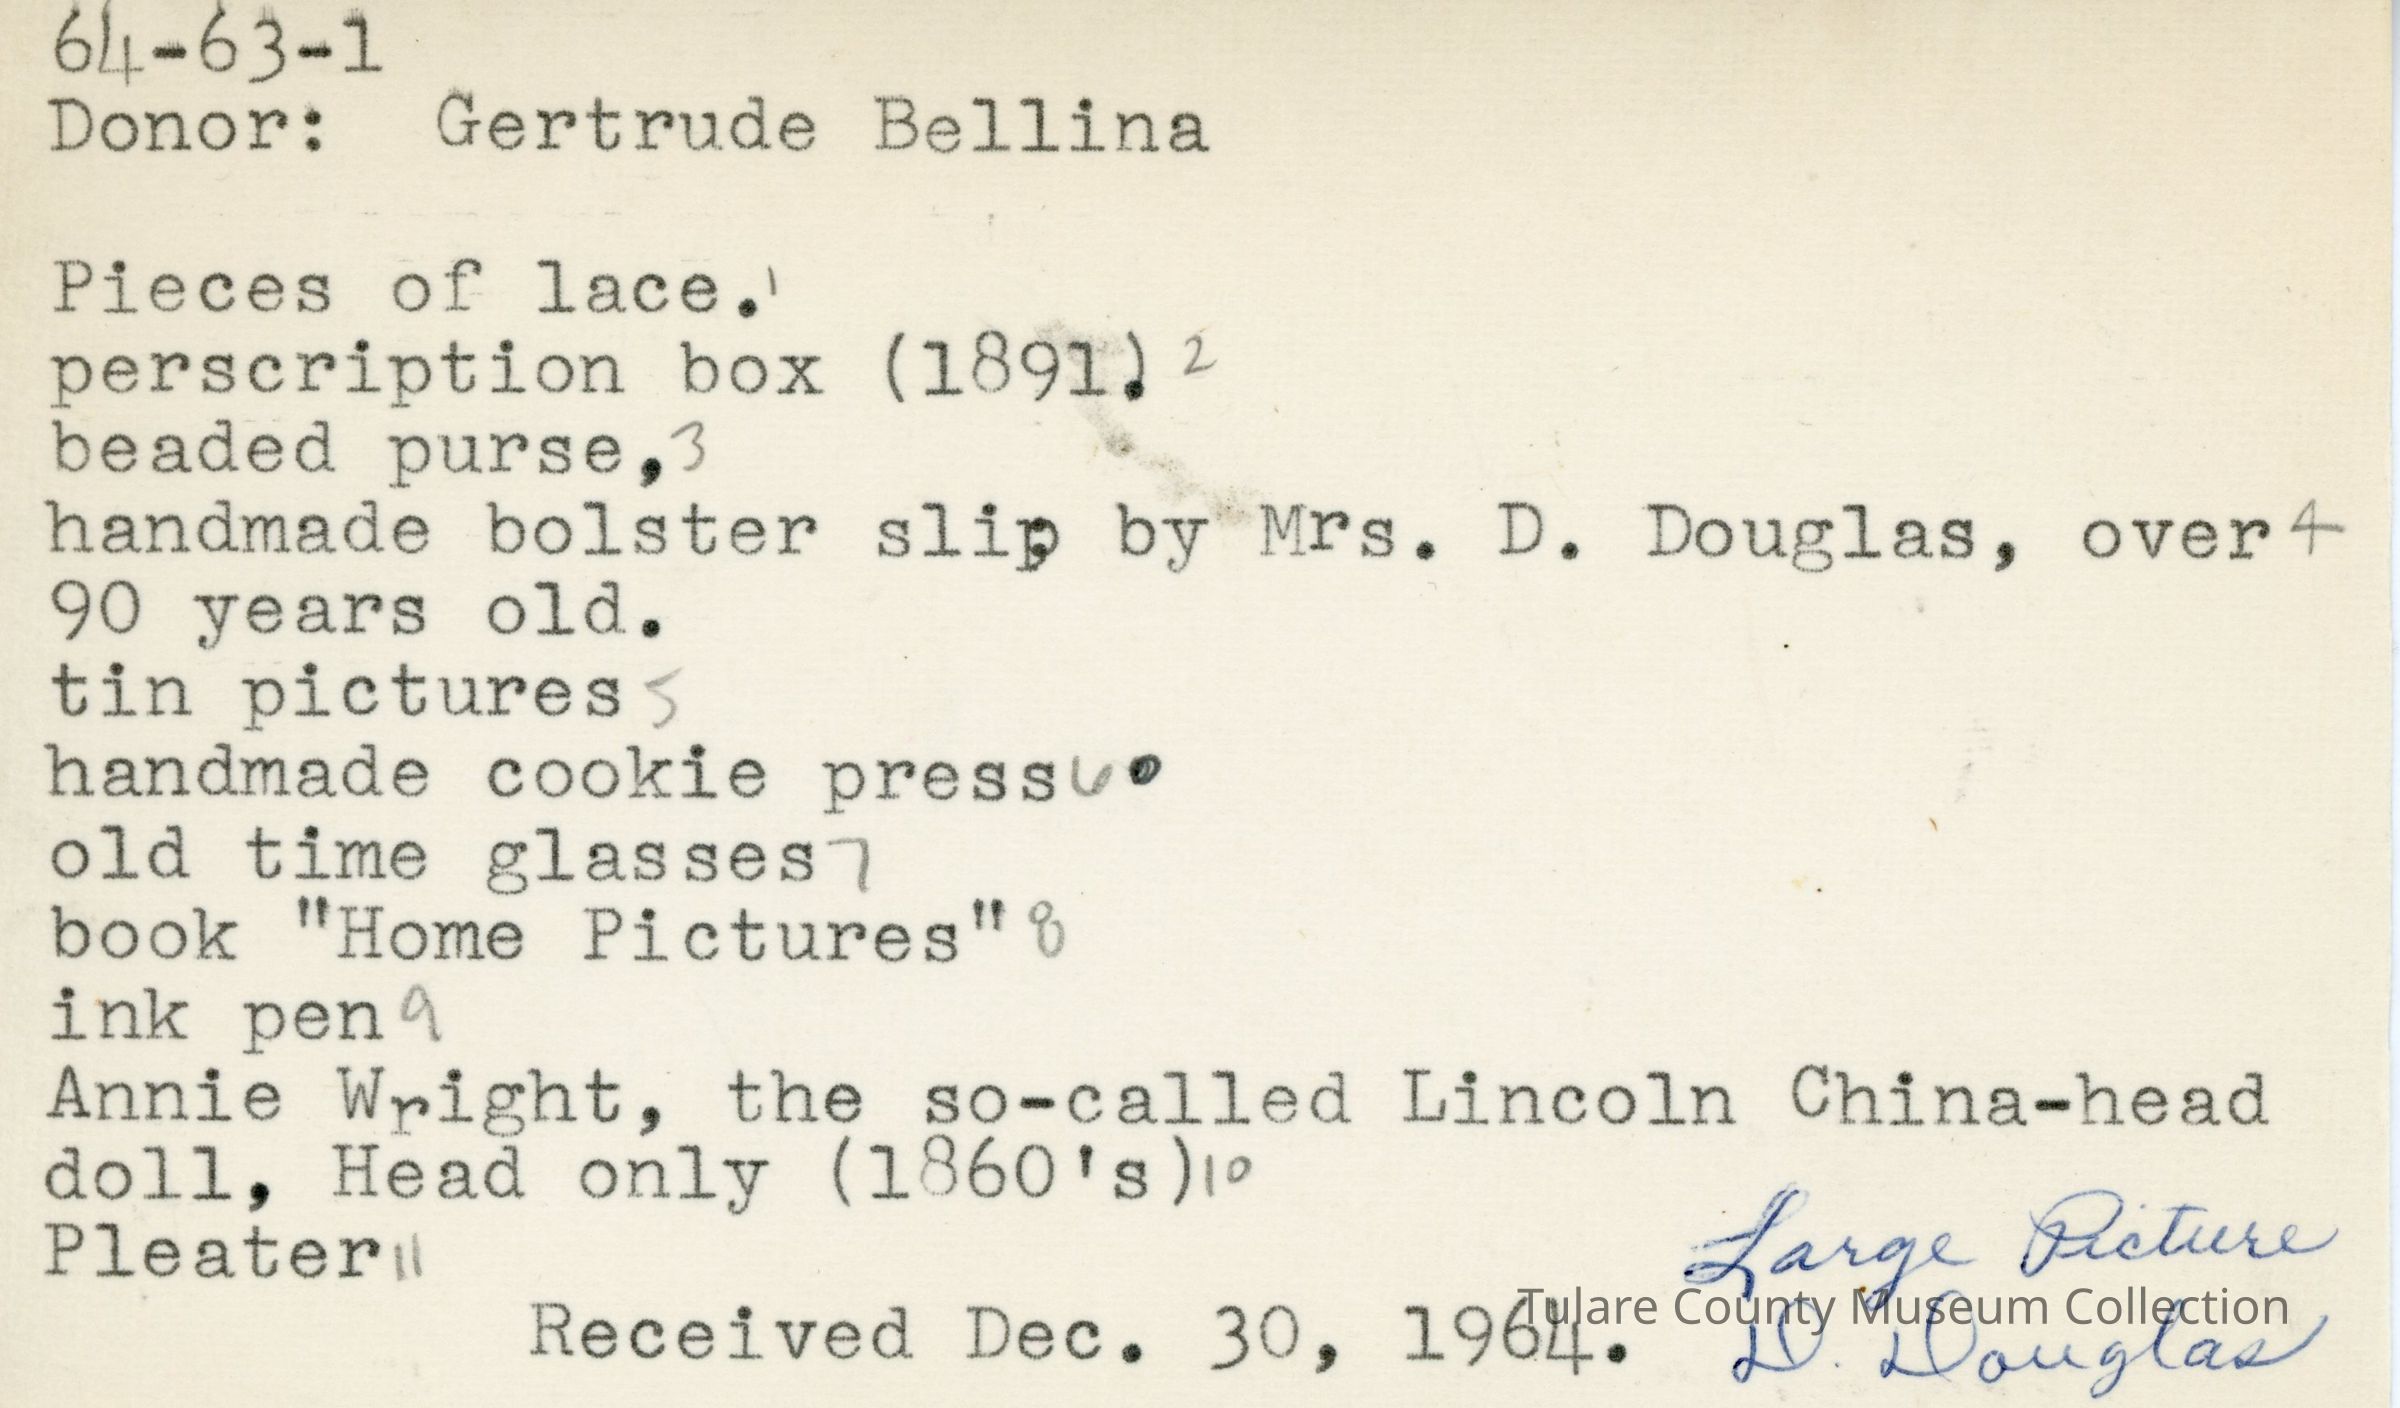 64-63-1
Donor: Gertrude Bellina
Pieces of lace. 1
perscription box (1891). 2
beaded purse, 3
handmade bolster slip by Mrs. D. Douglas, over 4
90 years old.
tin pictures 5
handmade cookie press 6
old time glasses 7
book "Home Pictures" 8
ink pen 9
Annie Wright, the so-called Lincoln China-head
doll, Head only (1860's) 10
Pleater 11
Large Picture
D. Douglas
Received Dec. 30, 1964.
Tulare County Museum Collection